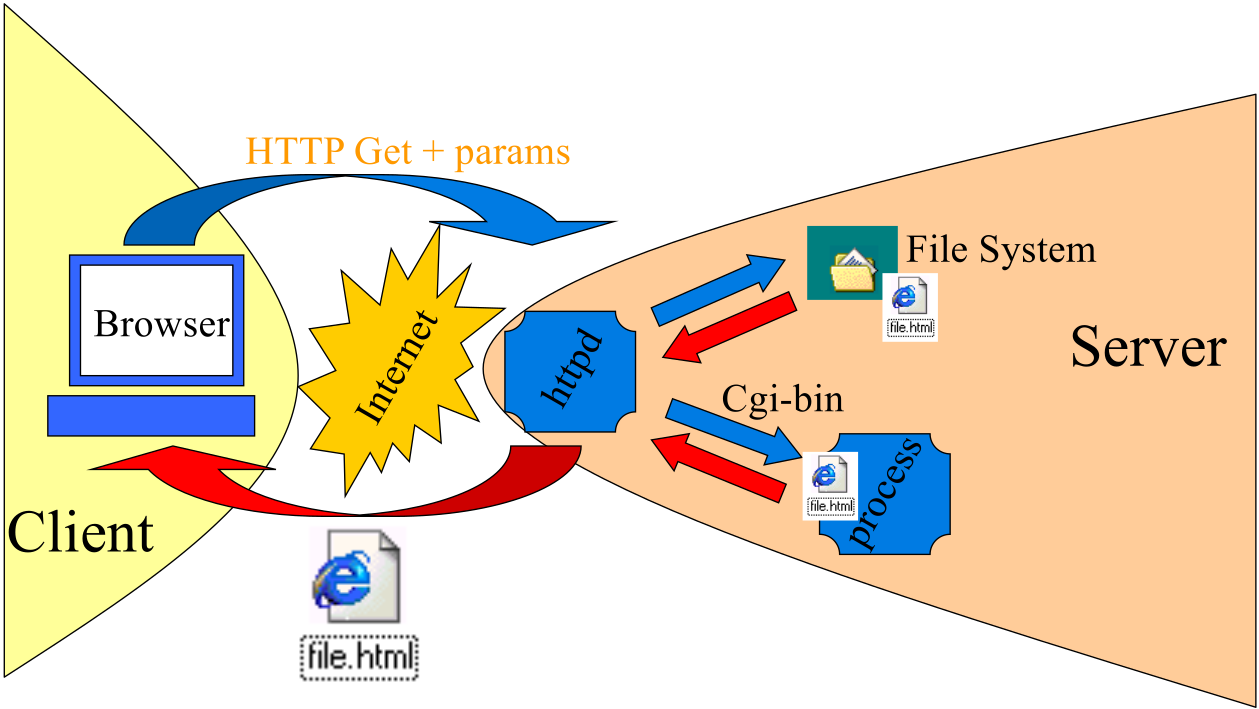 HTTP Get + params
File System
file.html
Browser
Internet
httpd
Server
Cgi-bin
process
file.html
Client
file.html